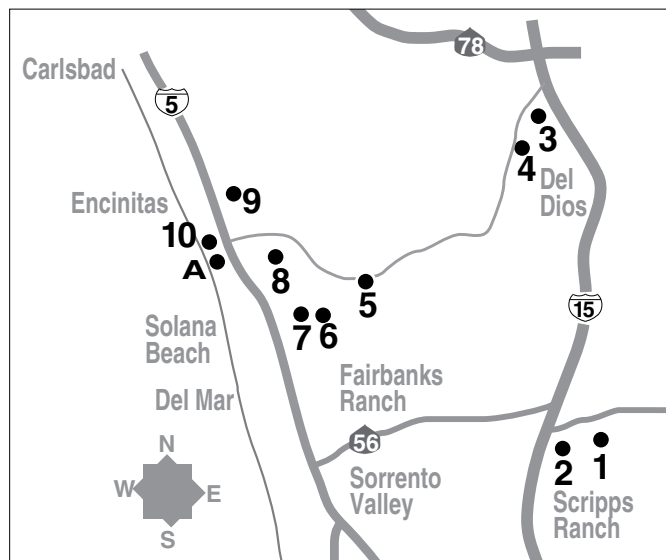 78
Carlsbad
5
3
4
Del
Dios
Encinitas
9
10
A
8
5
15
7 6
Solana
Beach
Fairbanks
Ranch
Del Mar
56
N
W E
S
Sorrento
Valley
2 1
Scripps
Ranch